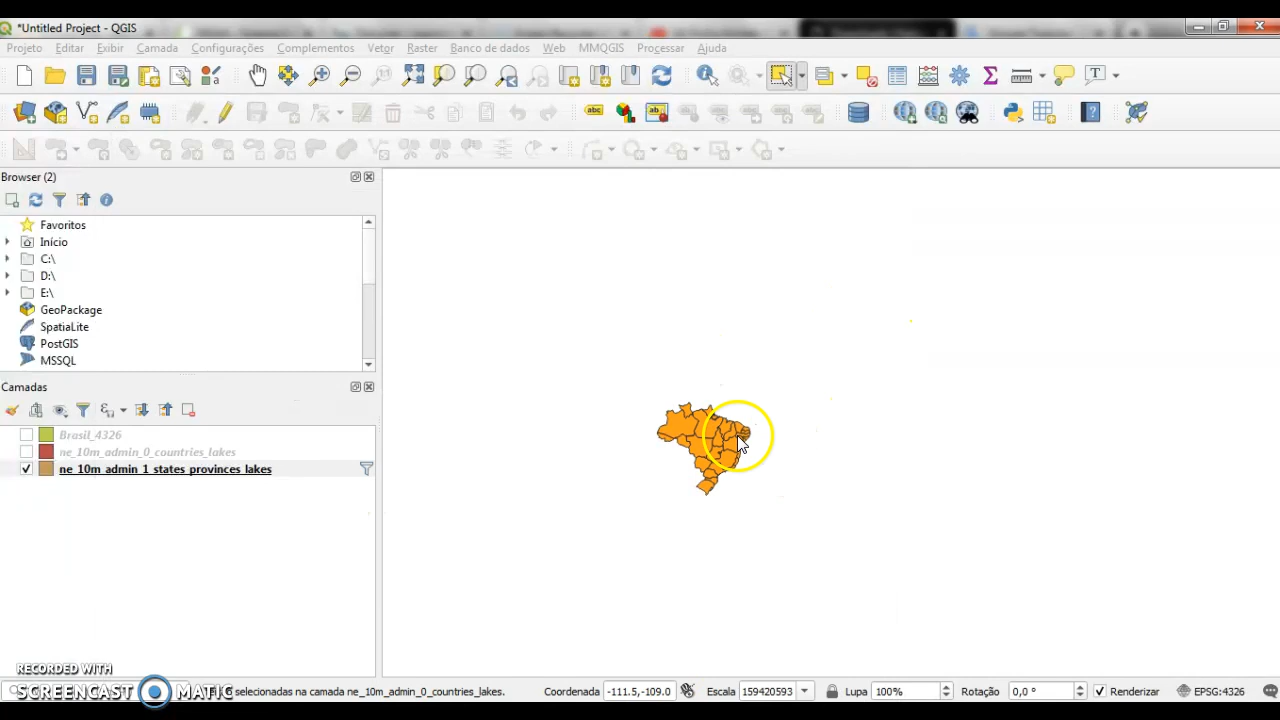 *Untitled Project - QGIS
Projeto Editar Exibir Camada Configurações Complementos Vetor Raster Banco de dados Web MMQGIS Processar Ajuda
Browser (2)
Favoritos
Início
C:\
D:\
E:\
GeoPackage
SpatiaLite
PostGIS
MSSQL
Camadas
Brasil_4326
ne_10m_admin_0_countries_lakes
ne_10m_admin_1_states_provinces_lakes
RECORDED WITH
SCREENCAST MATIC
selecionadas na camada ne_10m_admin_0_countries_lakes. Coordenada -111.5,-109.0 Escala 159420593 Lupa 100% Rotação 0,0 ° Renderizar EPSG:4326